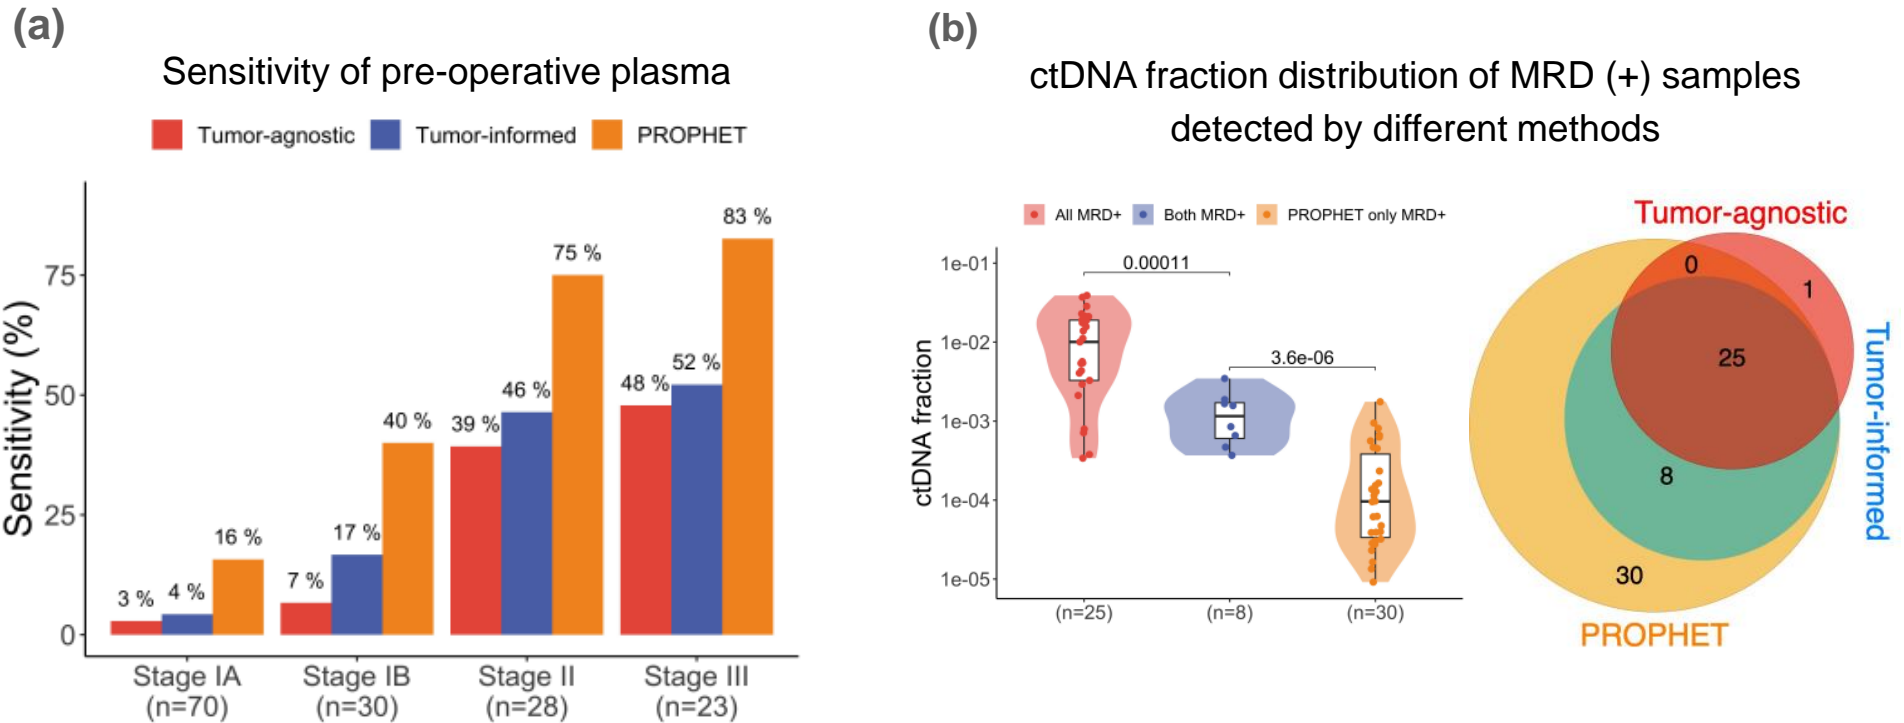 (a)
Sensitivity of pre-operative plasma
Tumor-agnostic Tumor-informed PROPHET
Sensitivity (%)
75
50
25
0
3 % 4 % 16 %
7 % 17 % 40 %
39 % 46 % 75 %
48 % 52 % 83 %
Stage IA Stage IB Stage II Stage III
(n=70) (n=30) (n=28) (n=23)
(b)
ctDNA fraction distribution of MRD (+) samples
detected by different methods
All MRD+ Both MRD+ PROPHET only MRD+
ctDNA fraction
1e-01
1e-02
1e-03
1e-04
1e-05
0.00011
3.6e-06
(n=25) (n=8) (n=30)
Tumor-agnostic
0
1
25
8
30
Tumor-informed
PROPHET